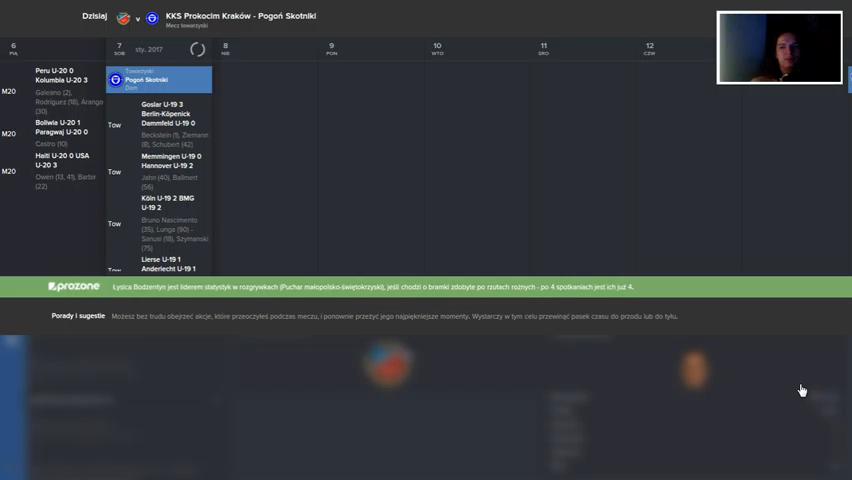 Dzisiaj v KKS Prokocim Kraków - Pogoń Skotniki
Mecz towarzyski
6 7 sty. 2017 8 9 10 11 12
PIĄ SOB NIE PON WTO ŚRO CZW
Peru U-20 0
Kolumbia U-20 3
M20
Galeano (2),
Rodriguez (18), Arango
(30)
Boliwia U-20 1
Paragwaj U-20 0
M20
Castro (10)
Haiti U-20 0 USA
U-20 3
M20
Owen (13, 41),
(22)
Towarzyski
Pogoń Skotniki
Dom
Goslar U-19 3
Berlin-Köpenick
Dammfeld U-19 0
Tow
Beckstein (1), Ziemann
(8), Schubert (42)
Memmingen U-19 0
Hannover U-19 2
Tow
Jahn (40), Ballmert
(56)
Köln U-19 2 BMG
U-19 2
Tow
Bruno Nascimento
(35), Lunga (90) -
Sanusi (18), Szymanski
(75)
Lierse U-19 1
Anderlecht U-19 1
Tow
prozone Łysica Bodzentyn jest liderem statystyk w rozgrywkach (Puchar małopolsko-świętokrzyski), jeśli chodzi o bramki zdobyte po rzutach rożnych - po 4 spotkaniach jest ich już 4.
Porady i sugestie Możesz bez trudu obejrzeć akcje, które przeoczyłeś podczas meczu, i ponownie przeżyć jego najpiękniejsze momenty. Wystarczy w tym celu przewinąć pasek czasu do przodu lub do tyłu.